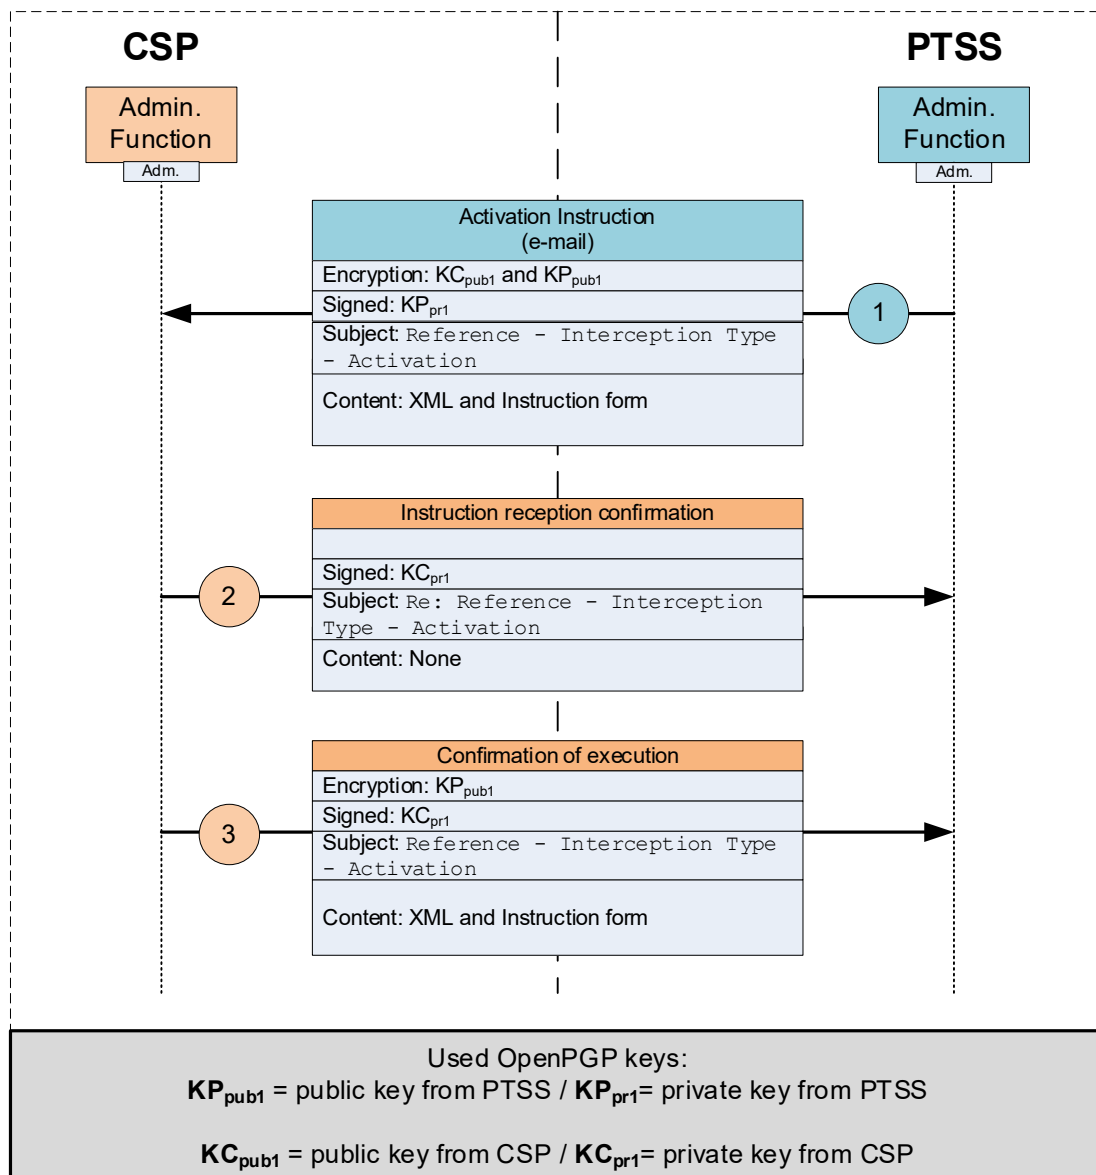 CSP
PTSS
Admin.
Function
Adm.
Admin.
Function
Adm.
Activation Instruction
(e-mail)
Encryption: KCpub1 and KPpub1
Signed: KPpr1
1
Subject: Reference - Interception Type
- Activation
Content: XML and Instruction form
Instruction reception confirmation
Signed: KCpr1
2
Subject: Re: Reference - Interception
Type - Activation
Content: None
Confirmation of execution
Encryption: KPpub1
Signed: KCpr1
3
Subject: Reference - Interception Type
- Activation
Content: XML and Instruction form
Used OpenPGP keys:
KPpub1 = public key from PTSS / KPpr1= private key from PTSS
KCpub1 = public key from CSP / KCpr1= private key from CSP